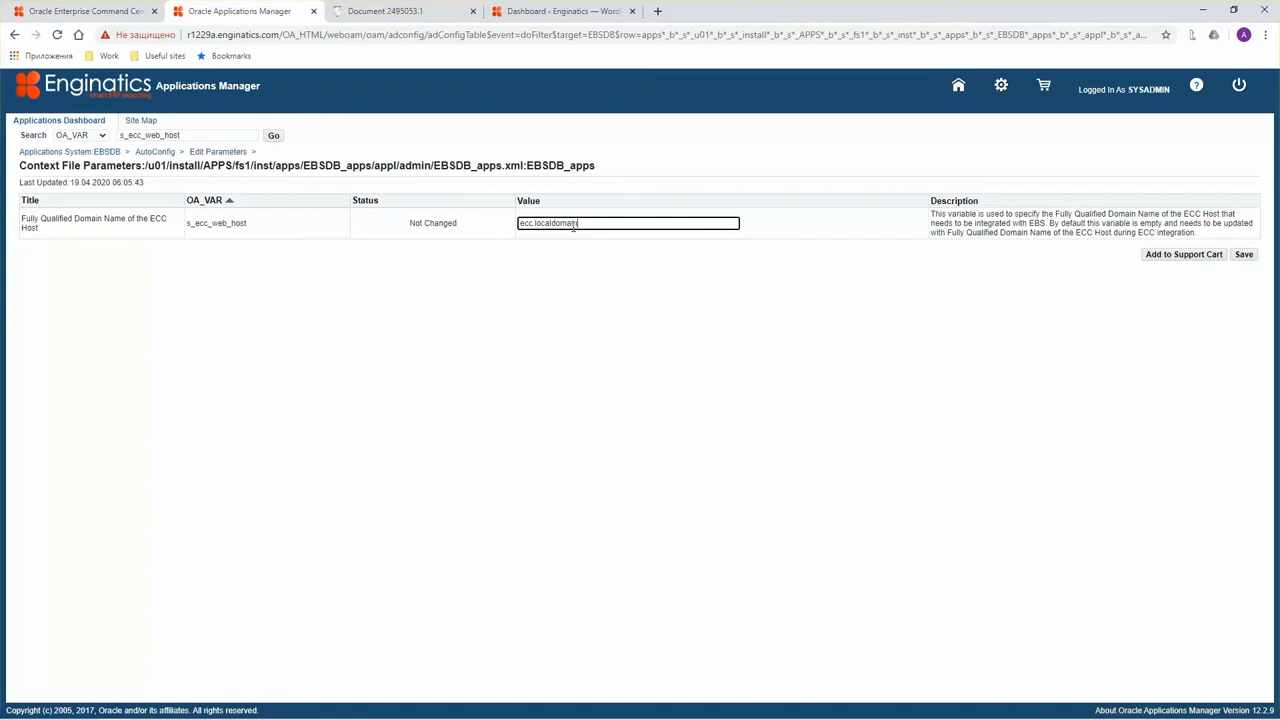 Oracle Enterprise Command Cen
Oracle Applications Manager
Document 2495053.1
Dashboard ‹ Enginatics — WordP
Не защищено
r1229a.enginatics.com/OA_HTML/weboam/oam/adconfig/adConfigTable$event=doFilter$target=EBSDB$row=apps*_b*_s*_u01*_b*_s*_install*_b*_s*_APPS*_b*_s*_fs1*_b*_s*_inst*_b*_s*_apps*_b*_s*_EBSDB*_apps*_b*_s*_appl*_b*_s*_a...
A
Приложения
Work
Useful sites
Bookmarks
Enginatics
smart ERP reporting
Applications Manager
Logged In As SYSADMIN
Applications Dashboard
Site Map
Search
OA_VAR
s_ecc_web_host
Go
Applications System:EBSDB >
AutoConfig >
Edit Parameters >
Context File Parameters:/u01/install/APPS/fs1/inst/apps/EBSDB_apps/appl/admin/EBSDB_apps.xml:EBSDB_apps
Last Updated:19.04.2020 06:05:43
Title
OA_VAR
Status
Value
Description
Fully Qualified Domain Name of the ECC
Host
s_ecc_web_host
Not Changed
ecc.localdomain
This variable is used to specify the Fully Qualified Domain Name of the ECC Host that
needs to be integrated with EBS. By default this variable is empty and needs to be updated
with Fully Qualified Domain Name of the ECC Host during ECC integration.
Add to Support Cart
Save
Copyright (c) 2005, 2017, Oracle and/or its affiliates. All rights reserved.
About Oracle Applications Manager Version 12.2.9